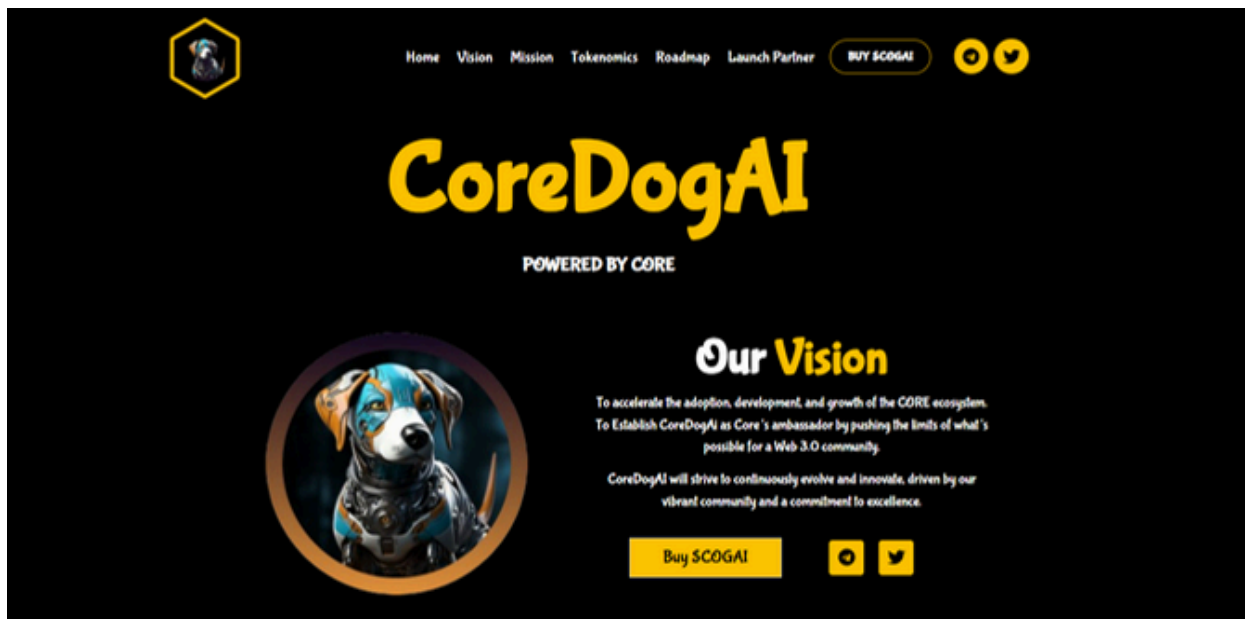 Home Vision Mission Tokenomics Roadmap Launch Partner BUY $COGAI
CoreDogAI
POWERED BY CORE
Our Vision
To accelerate the adoption, development, and growth of the CORE ecosystem.
To Establish CoreDogAi as Core's ambassador by pushing the limits of what's
possible for a Web 3.0 community.
CoreDogAI will strive to continuously evolve and innovate, driven by our
vibrant community and a commitment to excellence.
Buy $COGAI